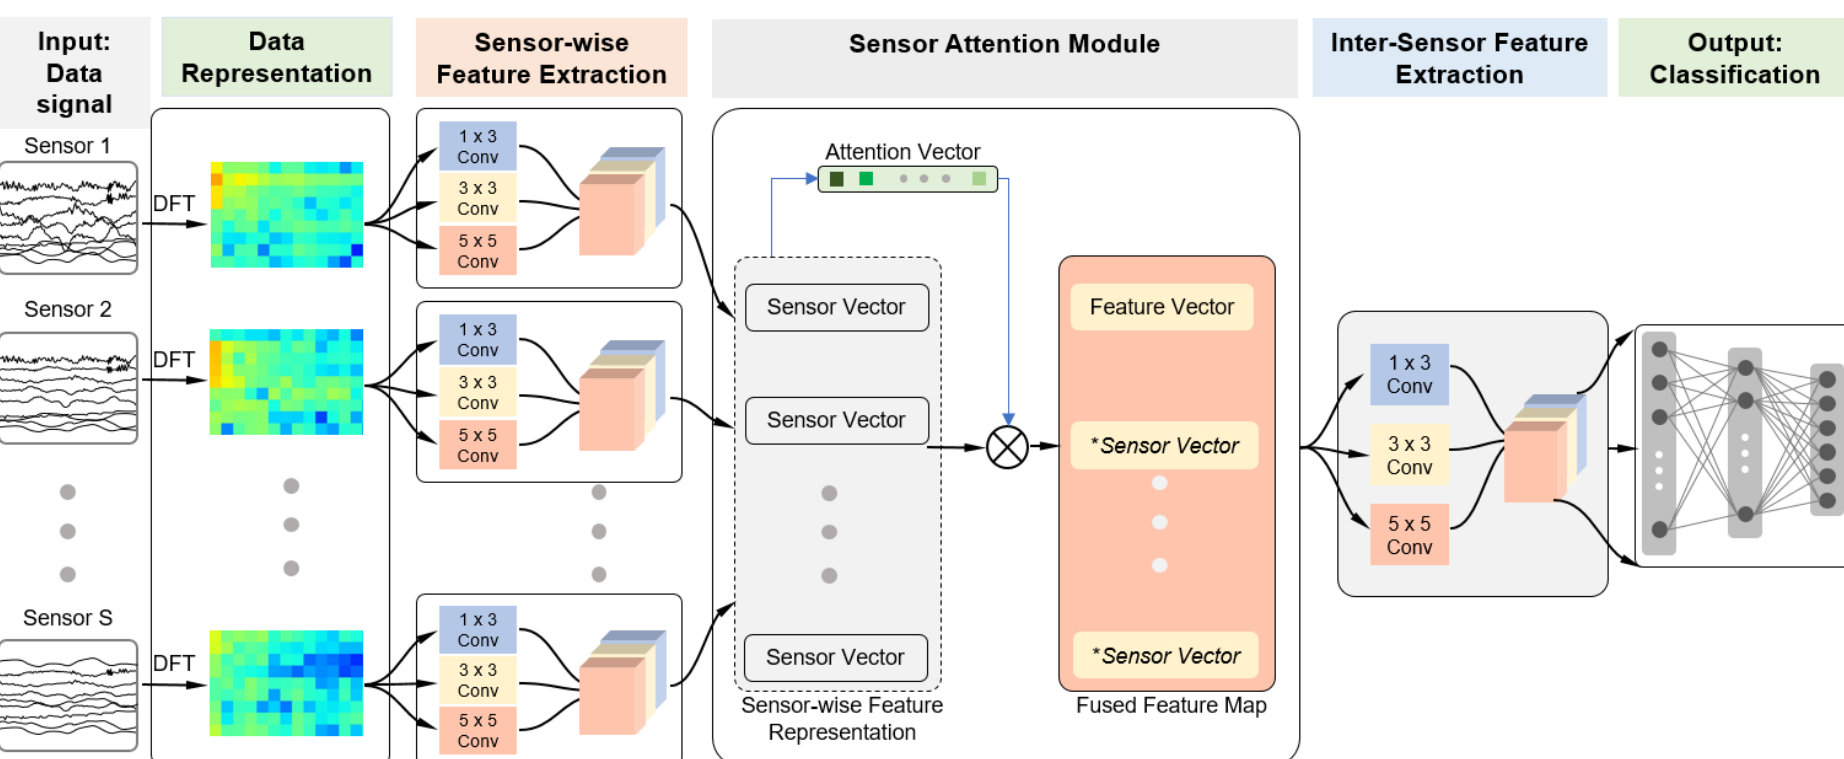 Input:
Data
signal
Data
Representation
Sensor-wise
Feature Extraction
Sensor Attention Module
Inter-Sensor Feature
Extraction
Output:
Classification
Sensor 1
DFT
1 x 3
Conv
3 x 3
Conv
5 x 5
Conv
Sensor 2
DFT
1 x 3
Conv
3 x 3
Conv
5 x 5
Conv
Sensor S
DFT
1 x 3
Conv
3 x 3
Conv
5 x 5
Conv
Attention Vector
Sensor Vector
Sensor Vector
Sensor Vector
Sensor-wise Feature
Representation
Feature Vector
*Sensor Vector
*Sensor Vector
Fused Feature Map
1 x 3
Conv
3 x 3
Conv
5 x 5
Conv